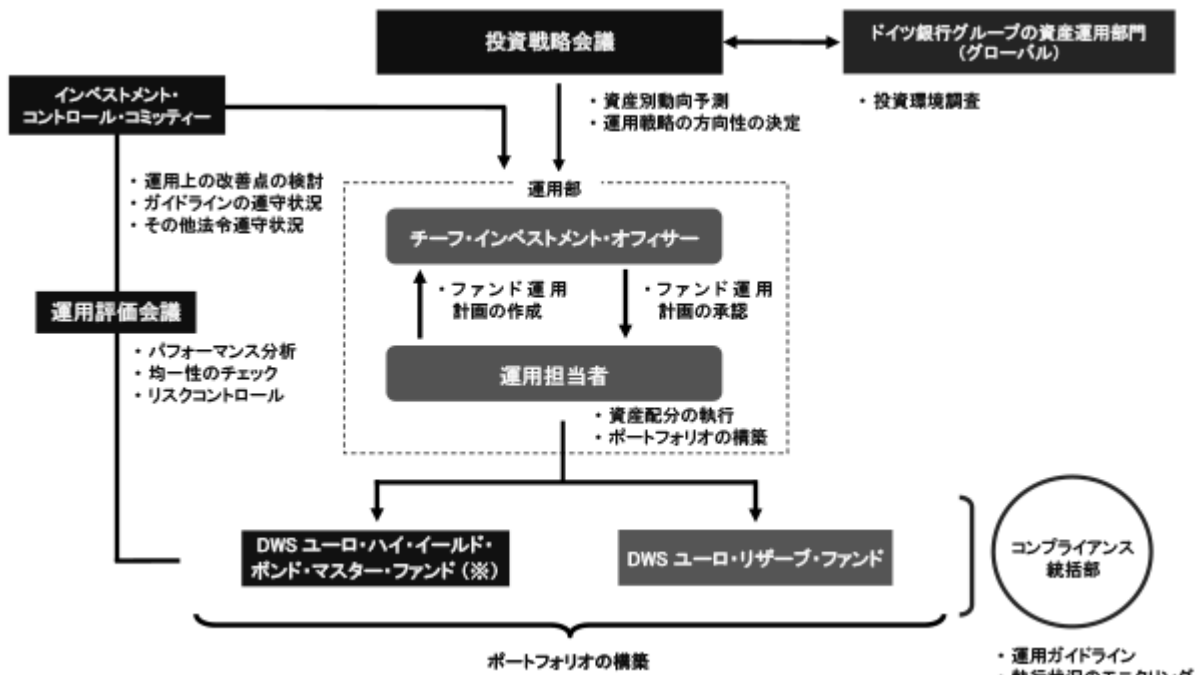 投資戦略会議
ドイツ銀行グループの資産運用部門
(グローバル)
インベストメント・
コントロール・コミッティー
・資産別動向予測
・運用戦略の方向性の決定
・投資環境調査
・運用上の改善点の検討
・ガイドラインの遵守状況
・その他法令遵守状況
運用部
チーフ・インベストメント・オフィサー
・ファンド運用
計画の作成
・ファンド運用
計画の承認
運用評価会議
・パフォーマンス分析
・均一性のチェック
・リスクコントロール
運用担当者
・資産配分の執行
・ポートフォリオの構築
DWS ユーロ・ハイ・イールド・
ボンド・マスター・ファンド(※)
DWS ユーロ・リザーブ・ファンド
コンプライアンス
統括部
ポートフォリオの構築
・運用ガイドライン
・執行状況のモニタリング